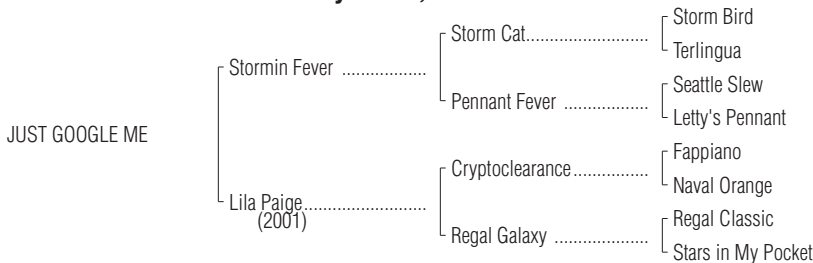 Storm Bird
Storm Cat..........................
Terlingua
Stormin Fever ..................
Seattle Slew
Pennant Fever ..................
Letty's Pennant
JUST GOOGLE ME
Fappiano
Cryptoclearance................
Naval Orange
Lila Paige..........................
(2001)
Regal Classic
Regal Galaxy ....................
Stars in My Pocket